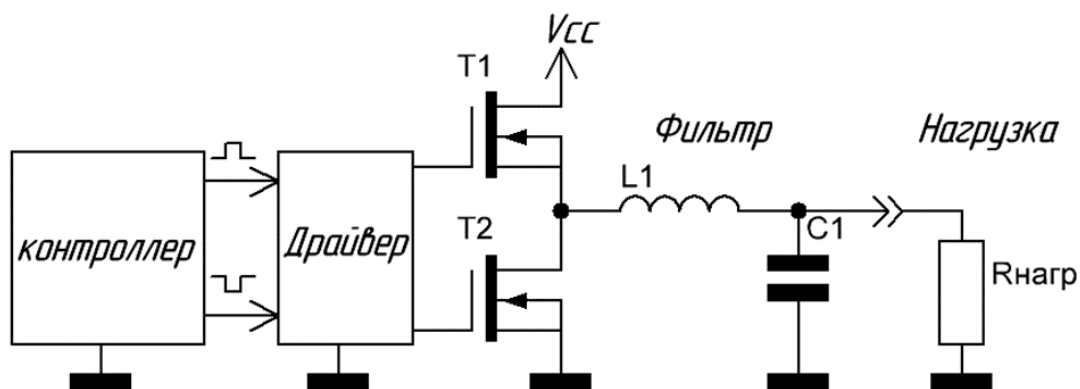 Vcc
T1
Фильтр
Нагрузка
L1
контроллер
Драйвер
T2
C1
Rнагр